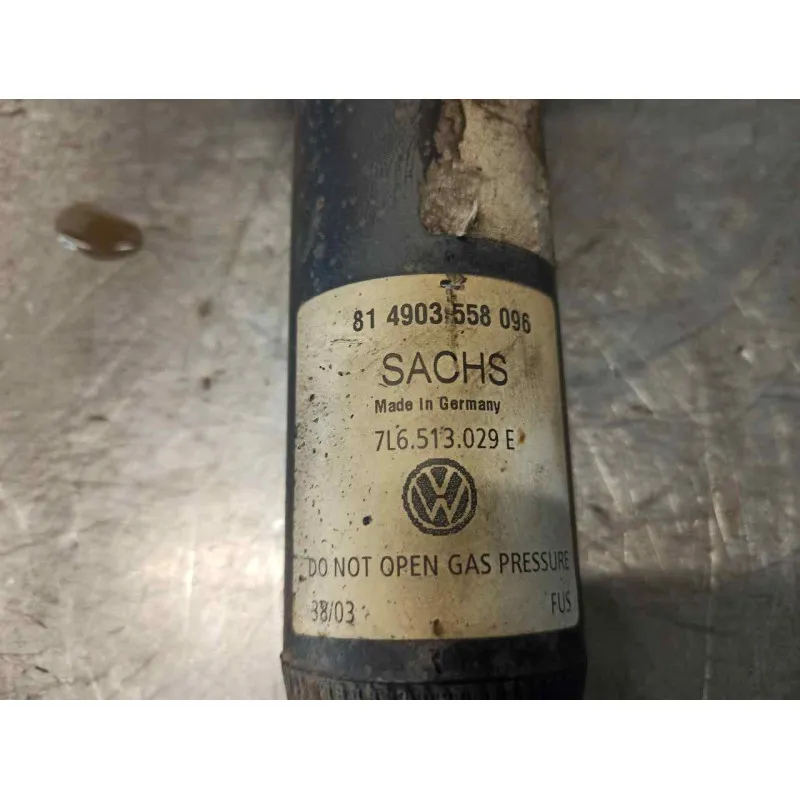 81 4903 558 096
SACHS
Made In Germany
7L6.513.029 E
VW
DO NOT OPEN GAS PRESSURE
38/03 FUS